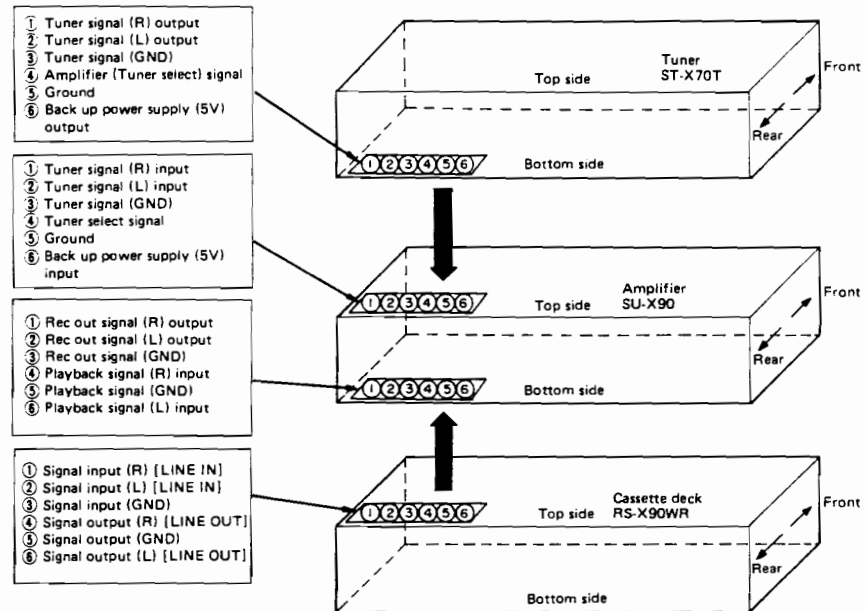 ① Tuner signal (R) output
② Tuner signal (L) output
③ Tuner signal (GND)
④ Amplifier (Tuner select) signal
⑤ Ground
⑥ Back up power supply (5V)
output
Tuner
ST-X70T
Top side
Front
Rear
①②③④⑤⑥
Bottom side
① Tuner signal (R) input
② Tuner signal (L) input
③ Tuner signal (GND)
④ Tuner select signal
⑤ Ground
⑥ Back up power supply (5V)
input
Amplifier
SU-X90
①②③④⑤⑥
Top side
Front
Rear
① Rec out signal (R) output
② Rec out signal (L) output
③ Rec out signal (GND)
④ Playback signal (R) input
⑤ Playback signal (GND)
⑥ Playback signal (L) input
①②③④⑤⑥
Bottom side
① Signal input (R) [LINE IN]
② Signal input (L) [LINE IN]
③ Signal input (GND)
④ Signal output (R) [LINE OUT]
⑤ Signal output (GND)
⑥ Signal output (L) [LINE OUT]
Cassette deck
RS-X90WR
①②③④⑤⑥
Top side
Front
Rear
Bottom side